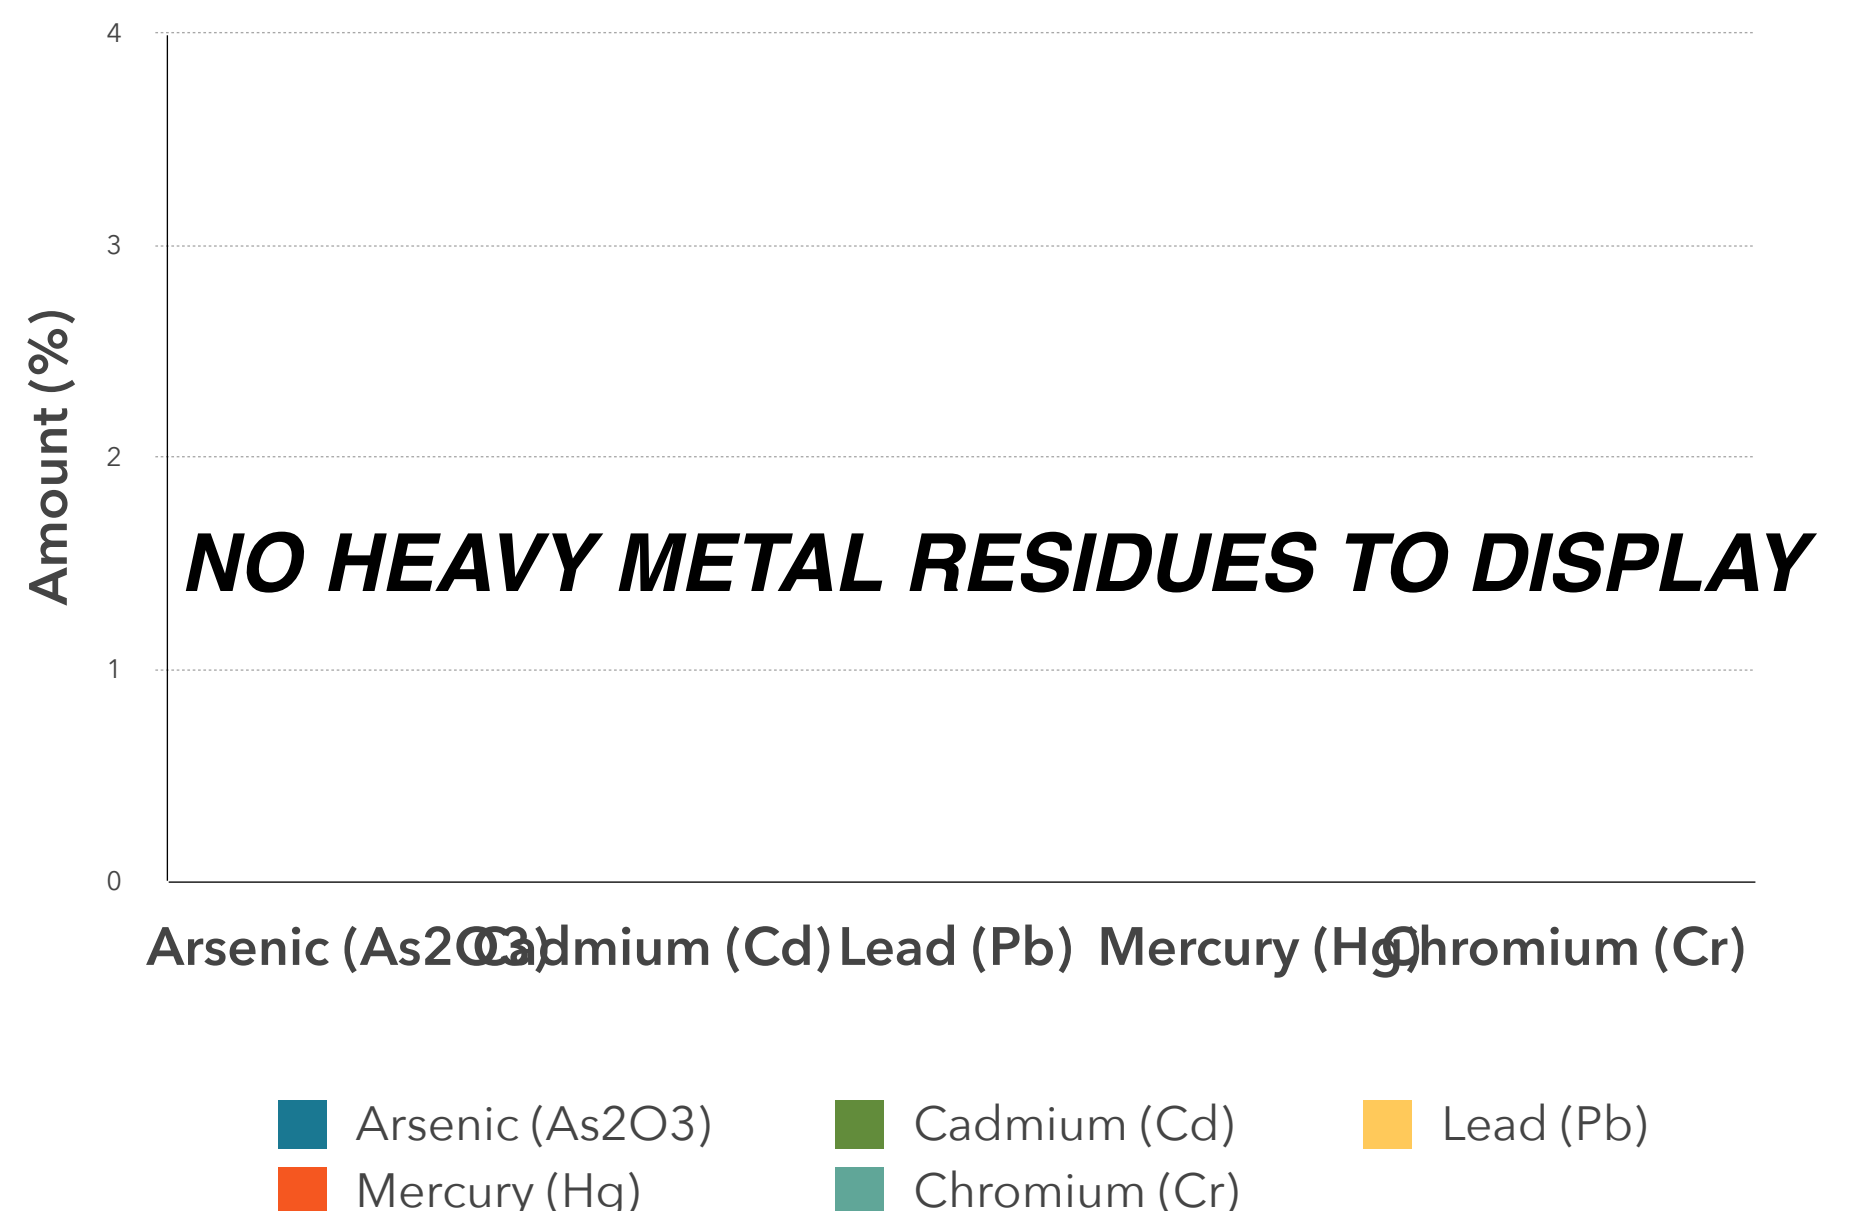 4
3
2
1
0
Amount (%)
NO HEAVY METAL RESIDUES TO DISPLAY
Arsenic (As2O3)
Cadmium (Cd)
Lead (Pb)
Mercury (Hg)
Chromium (Cr)
Arsenic (As2O3)
Cadmium (Cd)
Lead (Pb)
Mercury (Hg)
Chromium (Cr)